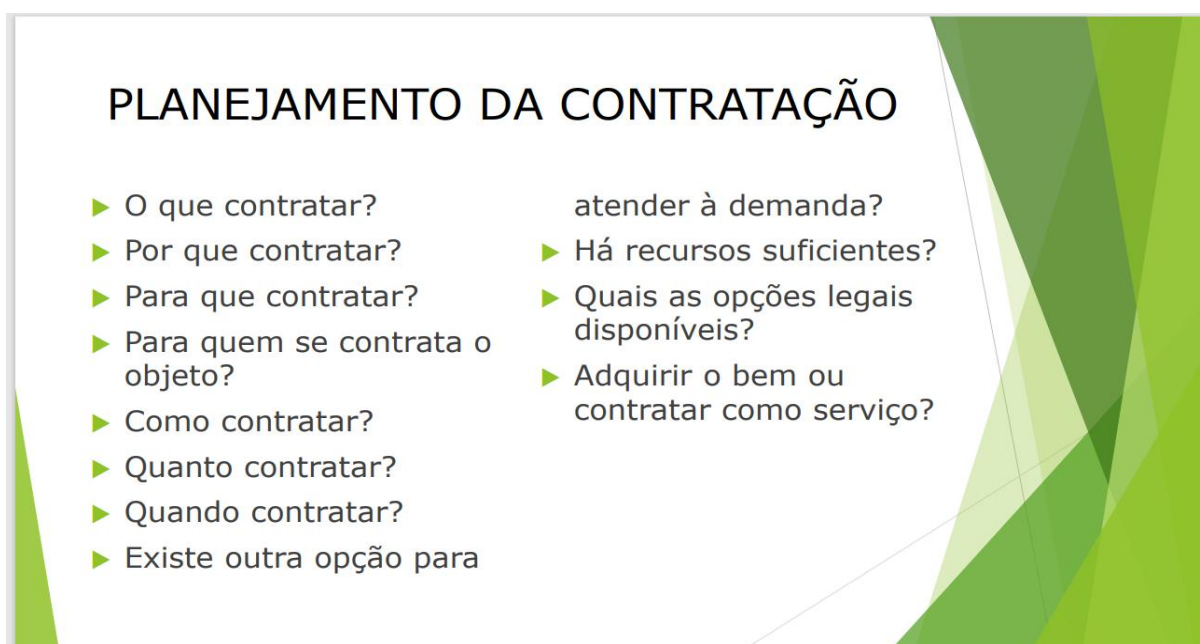 PLANEJAMENTO DA CONTRATAÇÃO
O que contratar?
Por que contratar?
Para que contratar?
Para quem se contrata o
objeto?
Como contratar?
Quanto contratar?
Quando contratar?
Existe outra opção para
atender à demanda?
Há recursos suficientes?
Quais as opções legais
disponíveis?
Adquirir o bem ou
contratar como serviço?